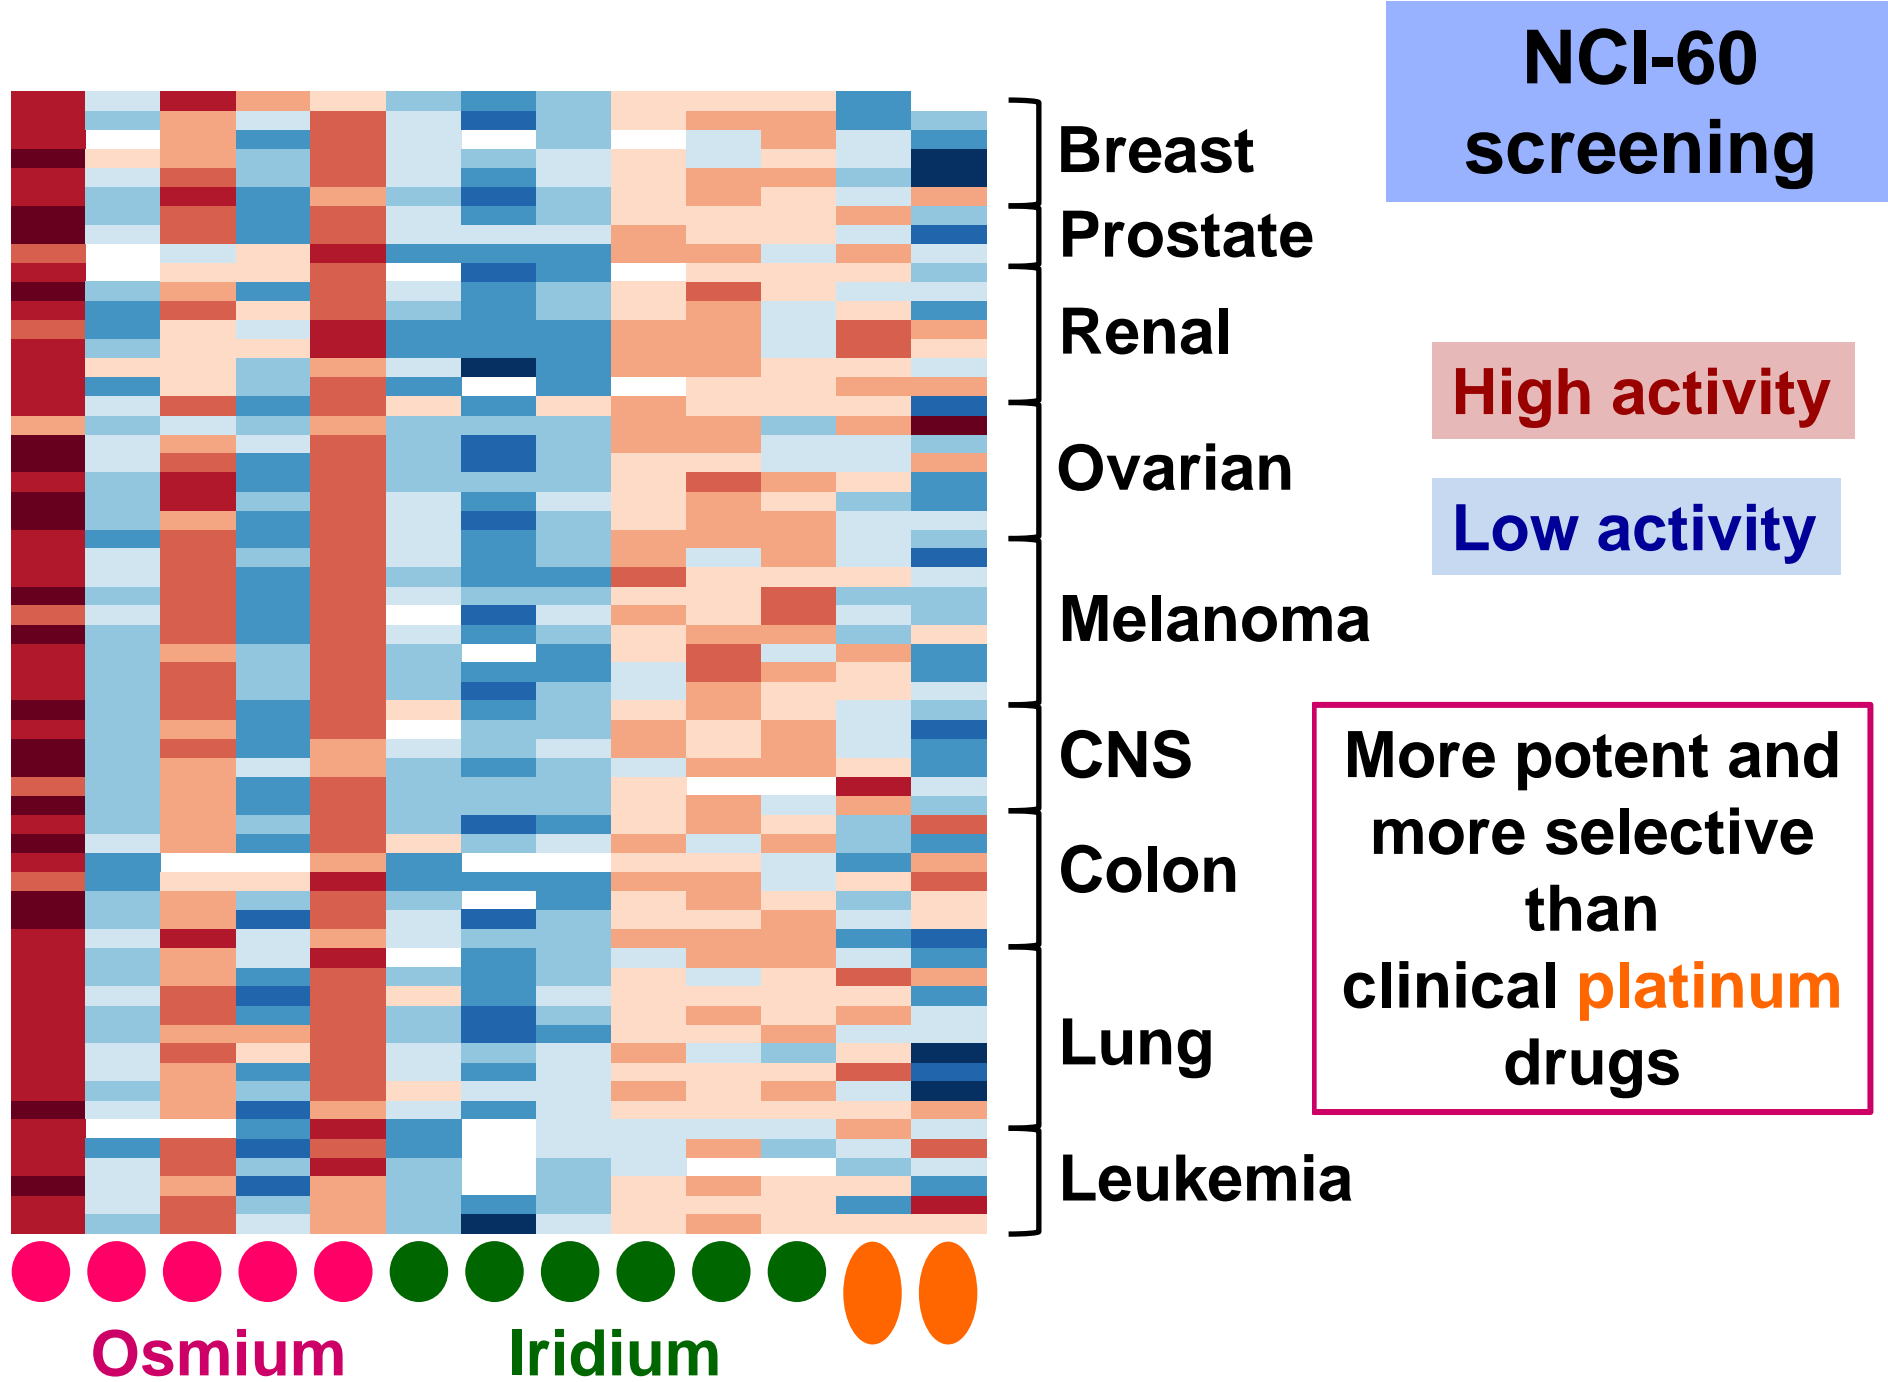 NCI-60
screening
Breast
Prostate
Renal
Ovarian
Melanoma
CNS
Colon
Lung
Leukemia
High activity
Low activity
More potent and
more selective
than
clinical platinum
drugs
Osmium
Iridium